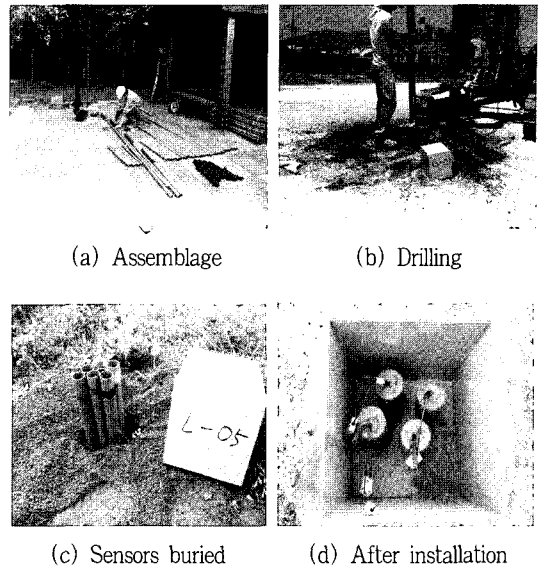 (a) Assemblage
(b) Drilling
L-05
(c) Sensors buried
(d) After installation